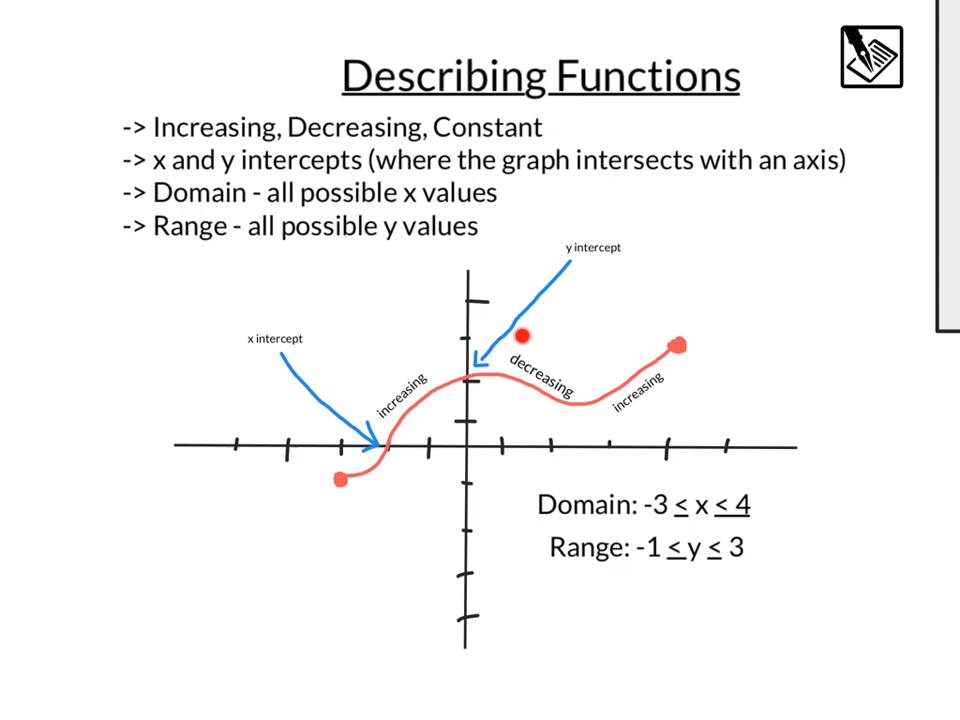 Describing Functions
-> Increasing, Decreasing, Constant
-> x and y intercepts (where the graph intersects with an axis)
-> Domain - all possible x values
-> Range - all possible y values
y intercept
x intercept
increasing
decreasing
increasing
Domain: -3 ≤ x ≤ 4
Range: -1 ≤ y ≤ 3